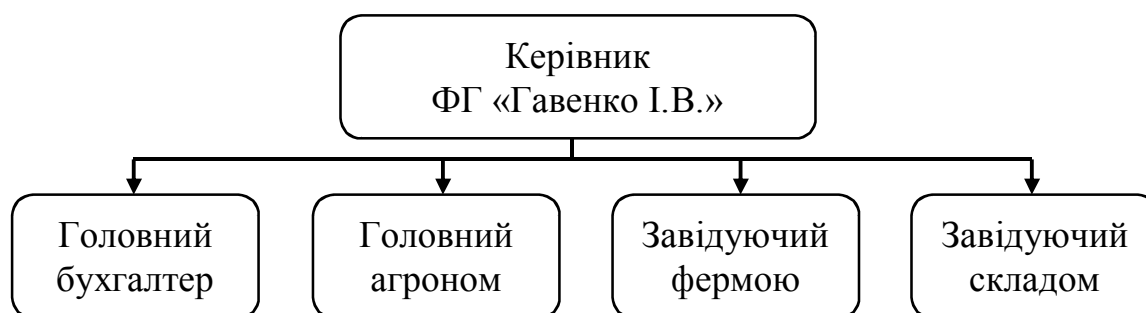 Керівник
ФГ «Гавенко І.В.»
Головний
бухгалтер
Головний
агроном
Завідуючий
фермою
Завідуючий
складом